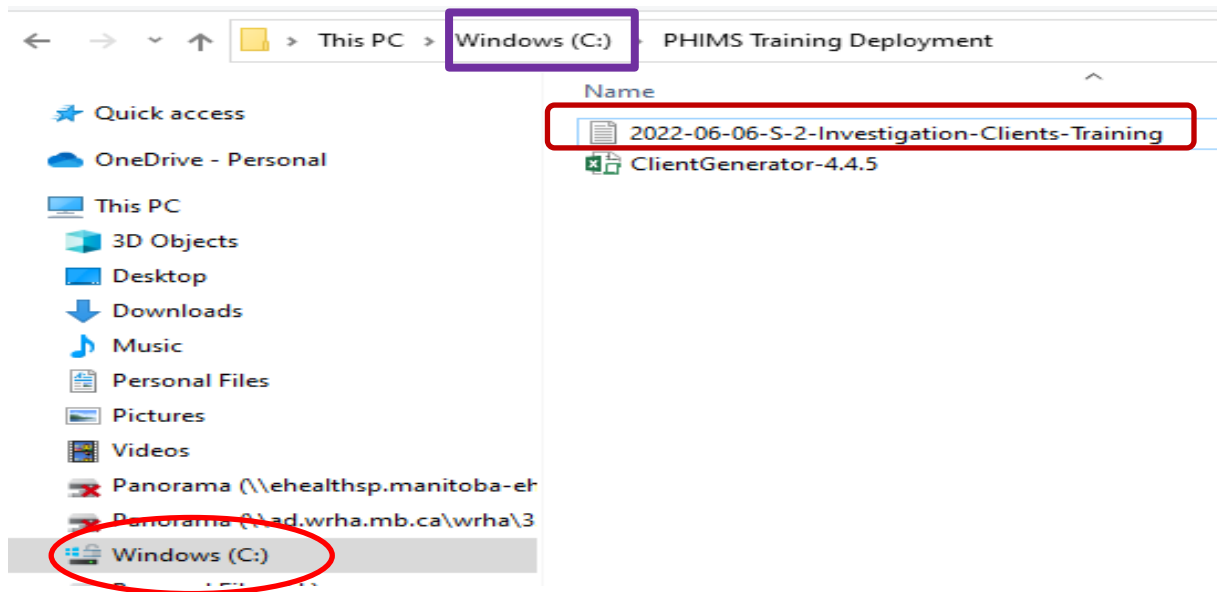 This PC > Windows (C:) > PHIMS Training Deployment
Name
Quick access
2022-06-06-S-2-Investigation-Clients-Training
OneDrive - Personal
ClientGenerator-4.4.5
This PC
3D Objects
Desktop
Downloads
Music
Personal Files
Pictures
Videos
Panorama (\\ehealthsp.manitoba-eh
Panorama (\\ad.wrha.mb.ca\wrha\3
Windows (C:)